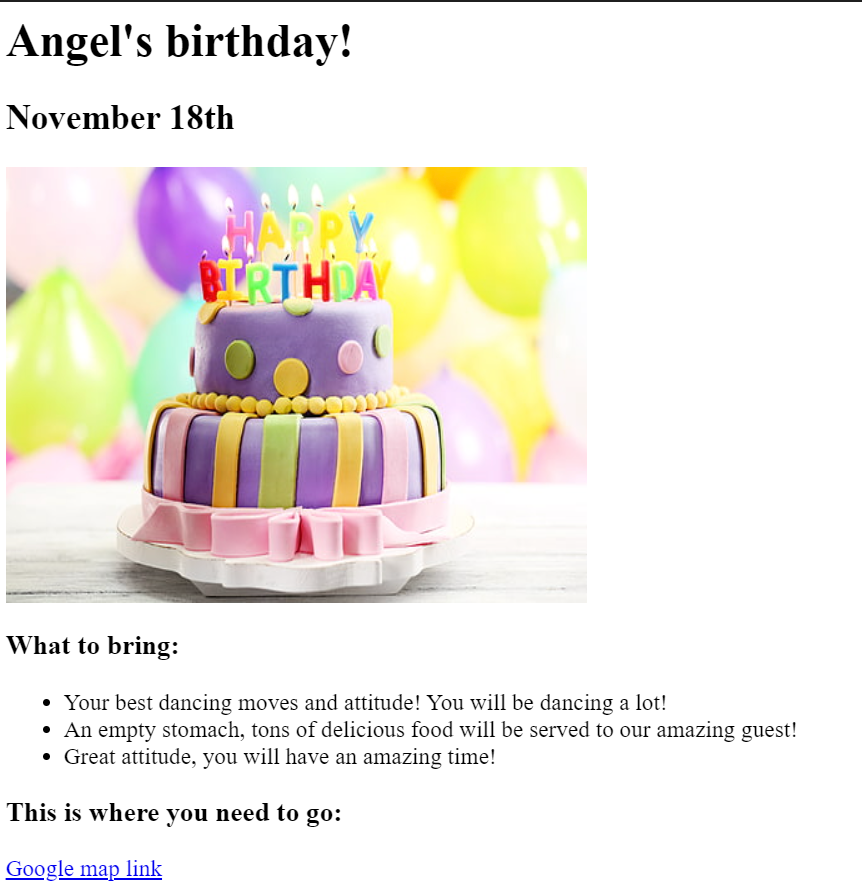 Angel's birthday!
November 18th
HAPPY
BIRTHDAY
What to bring:
Your best dancing moves and attitude! You will be dancing a lot!
An empty stomach, tons of delicious food will be served to our amazing guest!
Great attitude, you will have an amazing time!
This is where you need to go:
Google map link